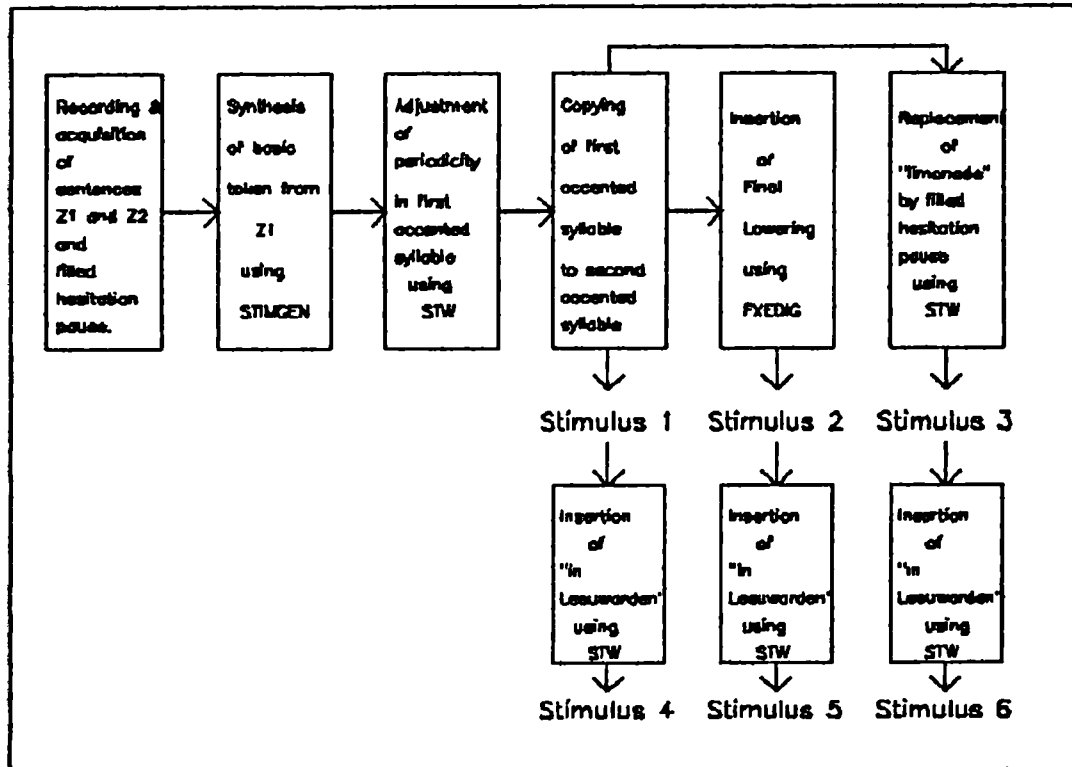 Recording &
acquisition
of
sentences
Z1 and Z2
and
filled
hesitation
pause.
Synthesis
of basic
token from
Z1
using
STIMGEN
Adjustment
of
periodicity
in first
accented
syllable
using
STW
Copying
of first
accented
syllable
to second
accented
syllable
Insertion
of
Final
Lowering
using
FXEDIG
Replacement
of
"limonade"
by filled
hesitation
pause
using
STW
Stimulus 1
Stimulus 2
Stimulus 3
Insertion
of
"in
Leeuwarden"
using
STW
Insertion
of
"in
Leeuwarden"
using
STW
Insertion
of
"in
Leeuwarden"
using
STW
Stimulus 4
Stimulus 5
Stimulus 6